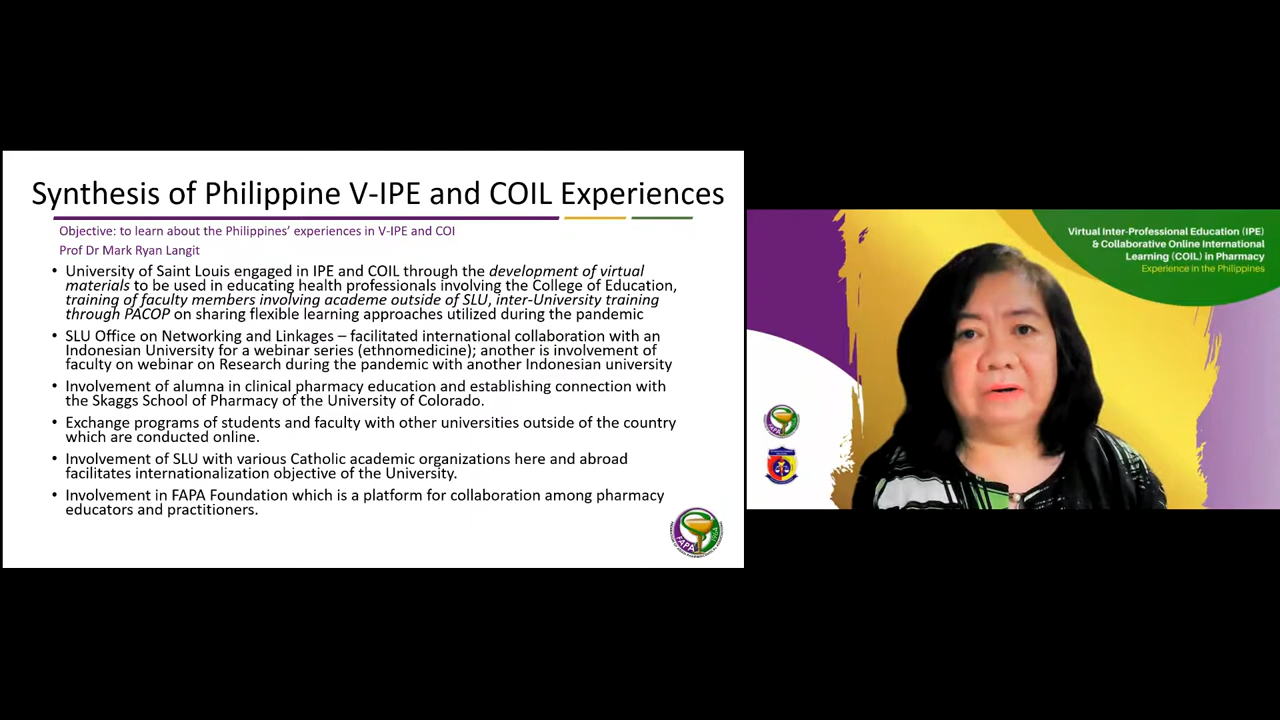 Synthesis of Philippine V-IPE and COIL Experiences
Objective: to learn about the Philippines’ experiences in V-IPE and COI
Prof Dr Mark Ryan Langit
• University of Saint Louis engaged in IPE and COIL through the development of virtual
materials to be used in educating health professionals involving the College of Education,
training of faculty members involving academe outside of SLU, inter-University training
through PACOP on sharing flexible learning approaches utilized during the pandemic
• SLU Office on Networking and Linkages – facilitated international collaboration with an
Indonesian University for a webinar series (ethnomedicine); another is involvement of
faculty on webinar on Research during the pandemic with another Indonesian university
• Involvement of alumna in clinical pharmacy education and establishing connection with
the Skaggs School of Pharmacy of the University of Colorado.
• Exchange programs of students and faculty with other universities outside of the country
which are conducted online.
• Involvement of SLU with various Catholic academic organizations here and abroad
facilitates internationalization objective of the University.
• Involvement in FAPA Foundation which is a platform for collaboration among pharmacy
educators and practitioners.
FAPA
Virtual Inter-Professional Education (IPE)
& Collaborative Online International
Learning (COIL) in Pharmacy
Experience in the Philippines